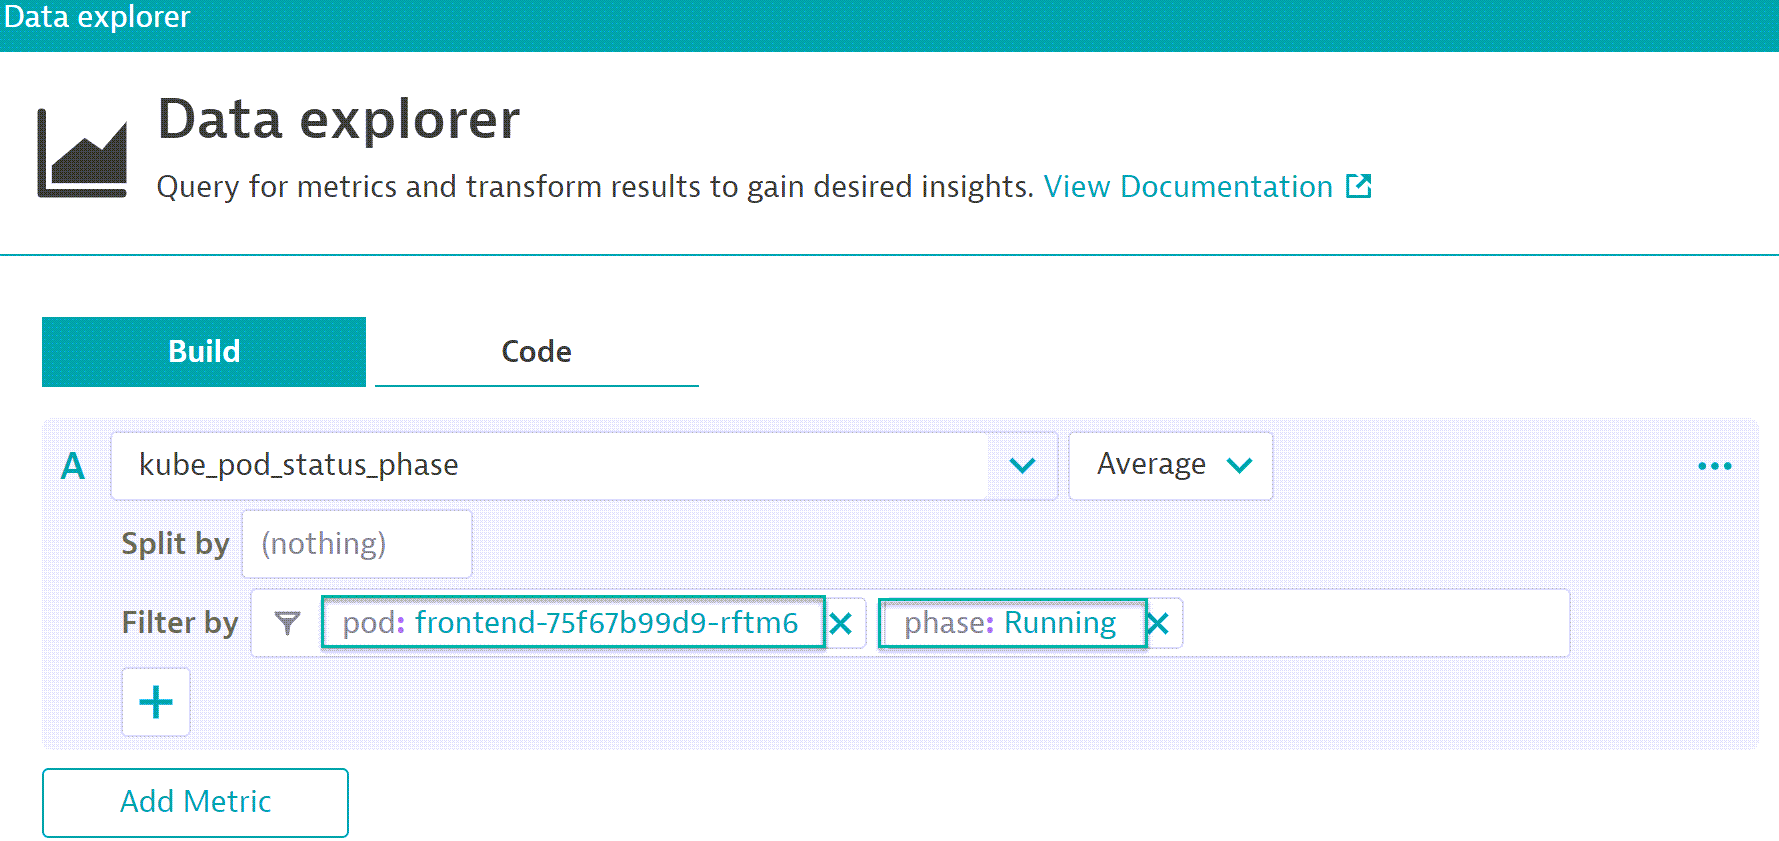 Data explorer
Data explorer
Query for metrics and transform results to gain desired insights. View Documentation
Build Code
A kube_pod_status_phase Average
Split by (nothing)
Filter by pod: frontend-75f67b99d9-rftm6 phase: Running
Add Metric